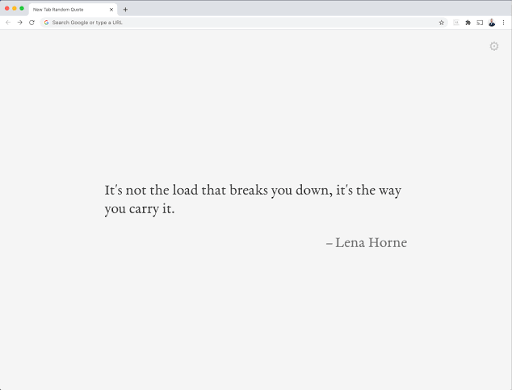 New Tab Random Quote
Search Google or type a URL
It's not the load that breaks you down, it's the way
you carry it.
– Lena Horne